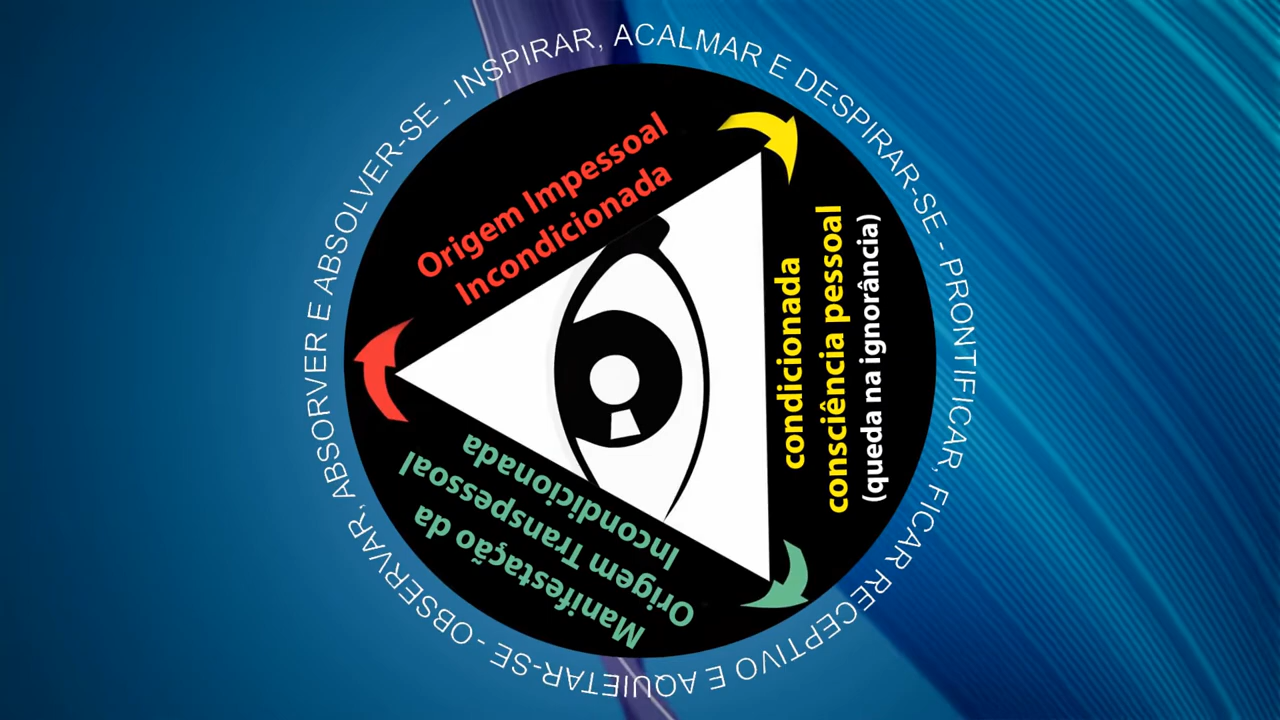 INSPIRAR, ACALMAR E DESPIRAR-SE - PRONTIFICAR, FICAR RECEPTIVO E AQUIETAR-SE - OBSERVAR, ABSORVER E ABSOLVER-SE -
Origem Impessoal
Incondicionada
condicionada
consciência pessoal
(queda na ignorância)
Manifestação da
Origem Transpessoal
Incondicionada